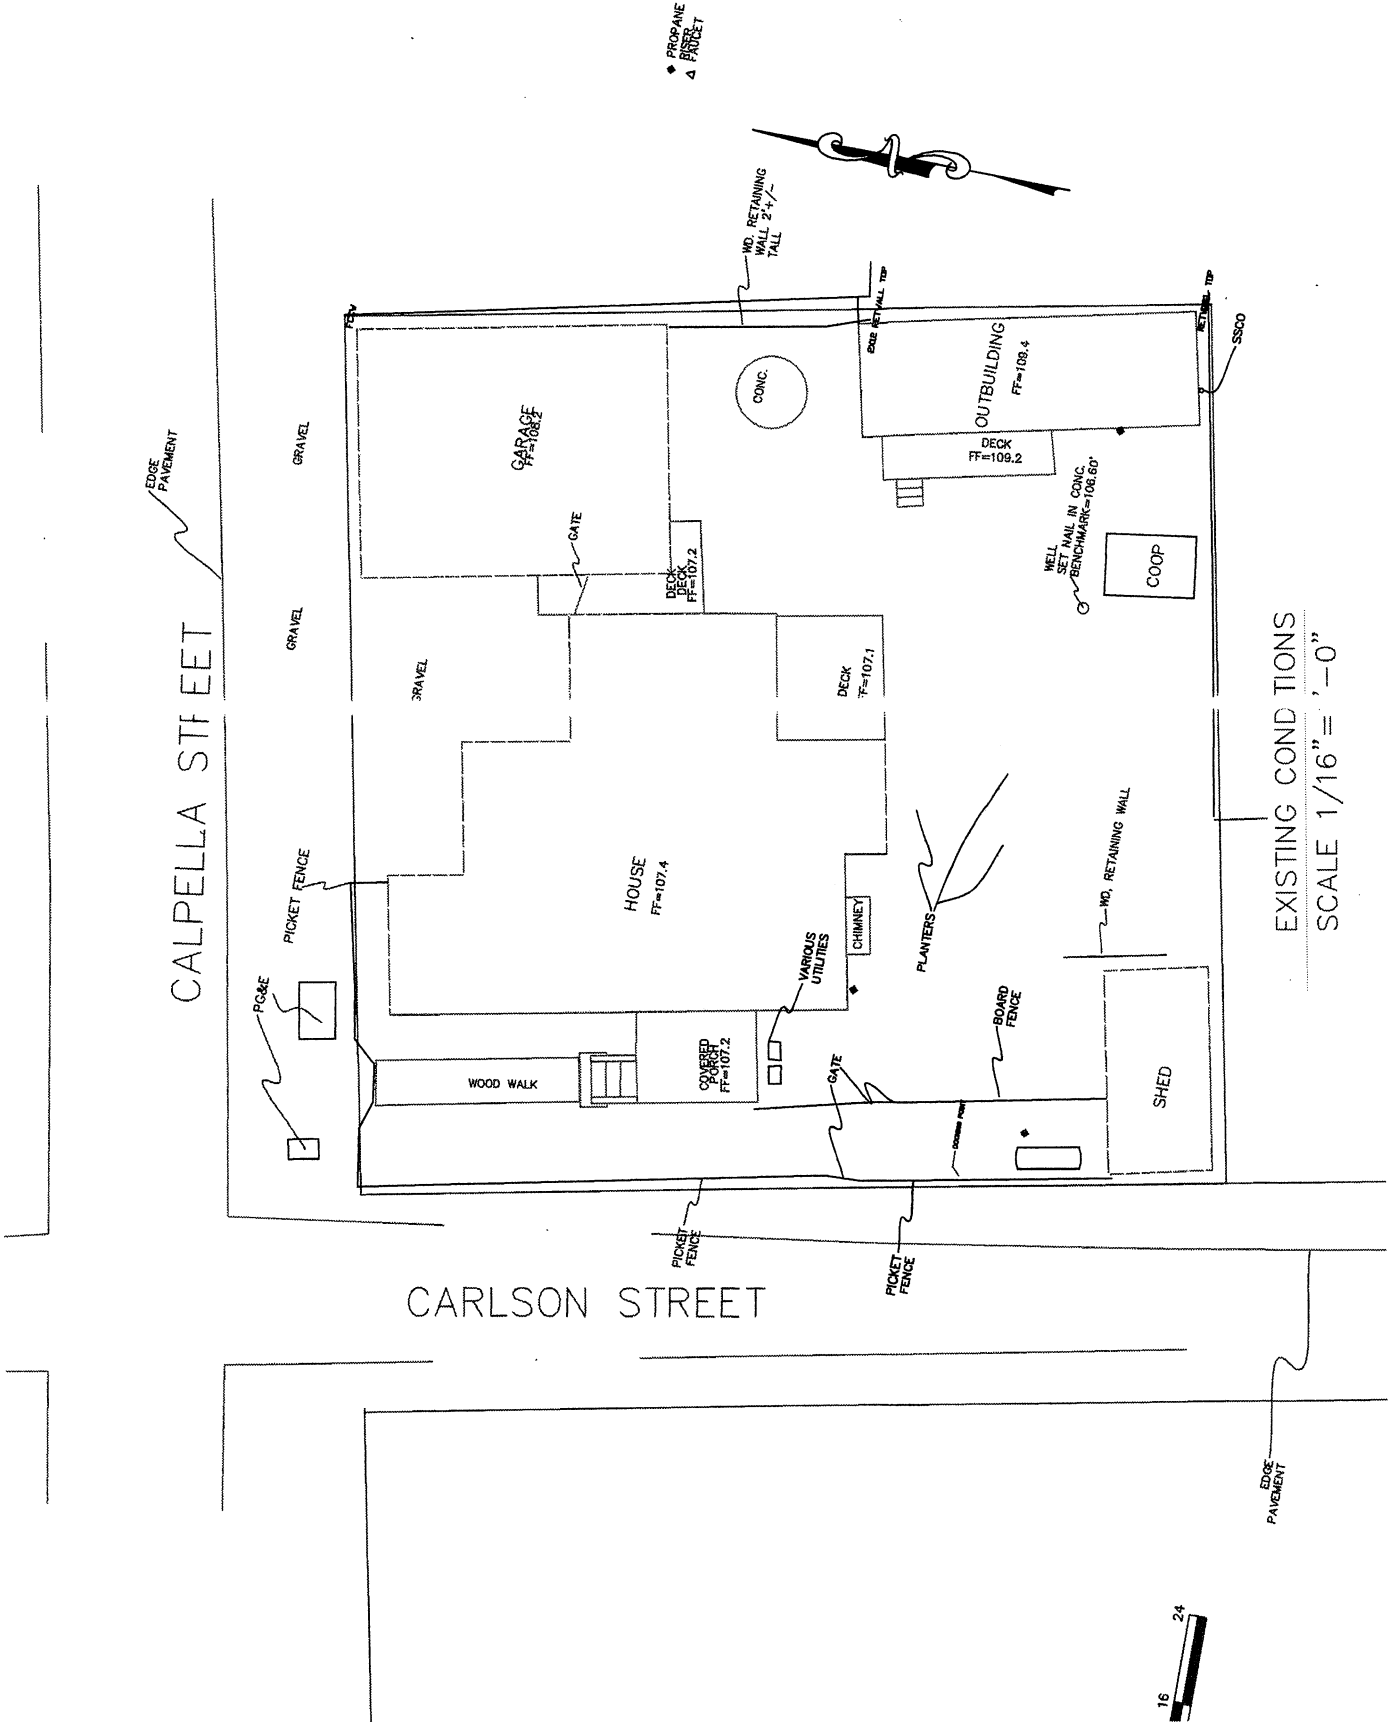 PROPANE
RISER
FAUCET
WD. RETAINING
WALL 2'+/-
TALL
EDGE
PAVEMENT
CALPELLA STREET
GRAVEL
GRAVEL
GRAVEL
GARAGE
FF=108.2
GATE
DECK
DECK
FF=107.2
CONC.
OUTBUILDING
FF=109.4
DECK
FF=109.2
SSCO
WELL
SET NAIL IN CONC.
BENCHMARK=106.60'
COOP
DECK
FF=107.1
HOUSE
FF=107.4
PICKET FENCE
PG&E
CHIMNEY
VARIOUS
UTILITIES
PLANTERS
WD. RETAINING WALL
BOARD
FENCE
GATE
WOOD WALK
COVERED
PORCH
FF=107.2
SHED
PICKET
FENCE
PICKET
FENCE
CARLSON STREET
EDGE
PAVEMENT
EXISTING COND TIONS
SCALE 1/16"= '-0"
16
24